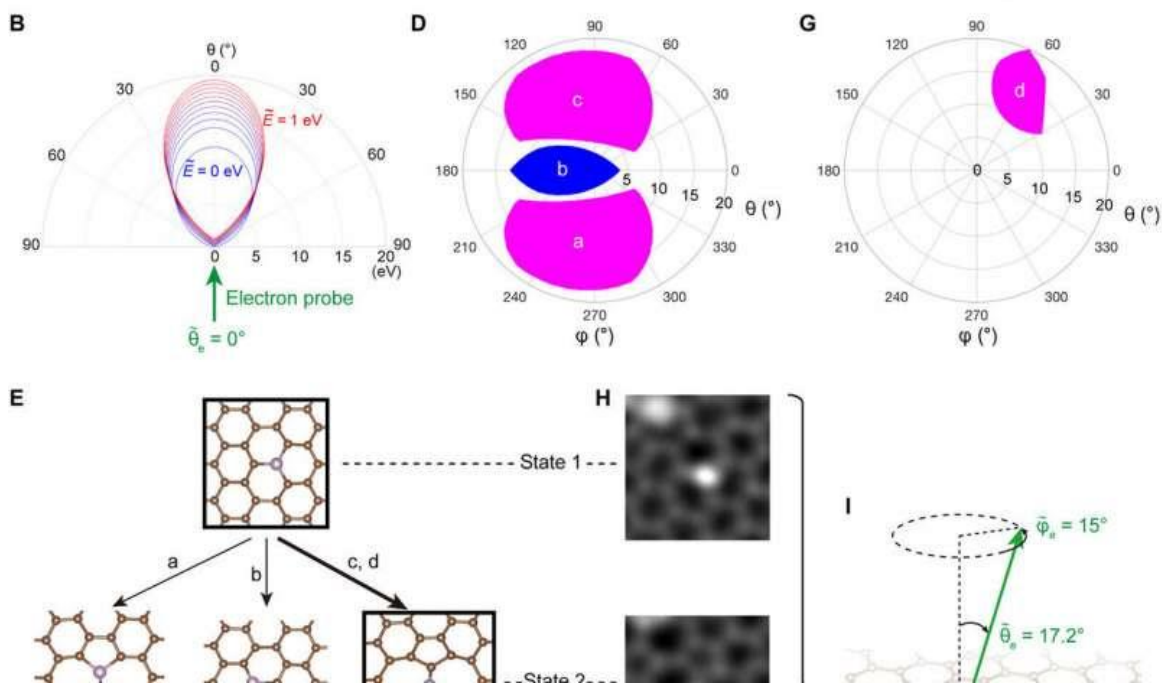 B
θ (°)
0
30
30
60
60
90
90
Ẽ = 1 eV
Ẽ = 0 eV
0
5
10
15
20
(eV)
Electron probe
θ̃e = 0°
D
90
120
60
150
30
180
0
210
330
240
300
270
c
b
a
5
10
15
20
θ (°)
φ (°)
G
90
120
60
150
30
180
0
210
330
240
300
270
d
0
5
10
15
20
θ (°)
φ (°)
E
State 1
a
b
c, d
State 2
H
I
φ̃e = 15°
θ̃e = 17.2°